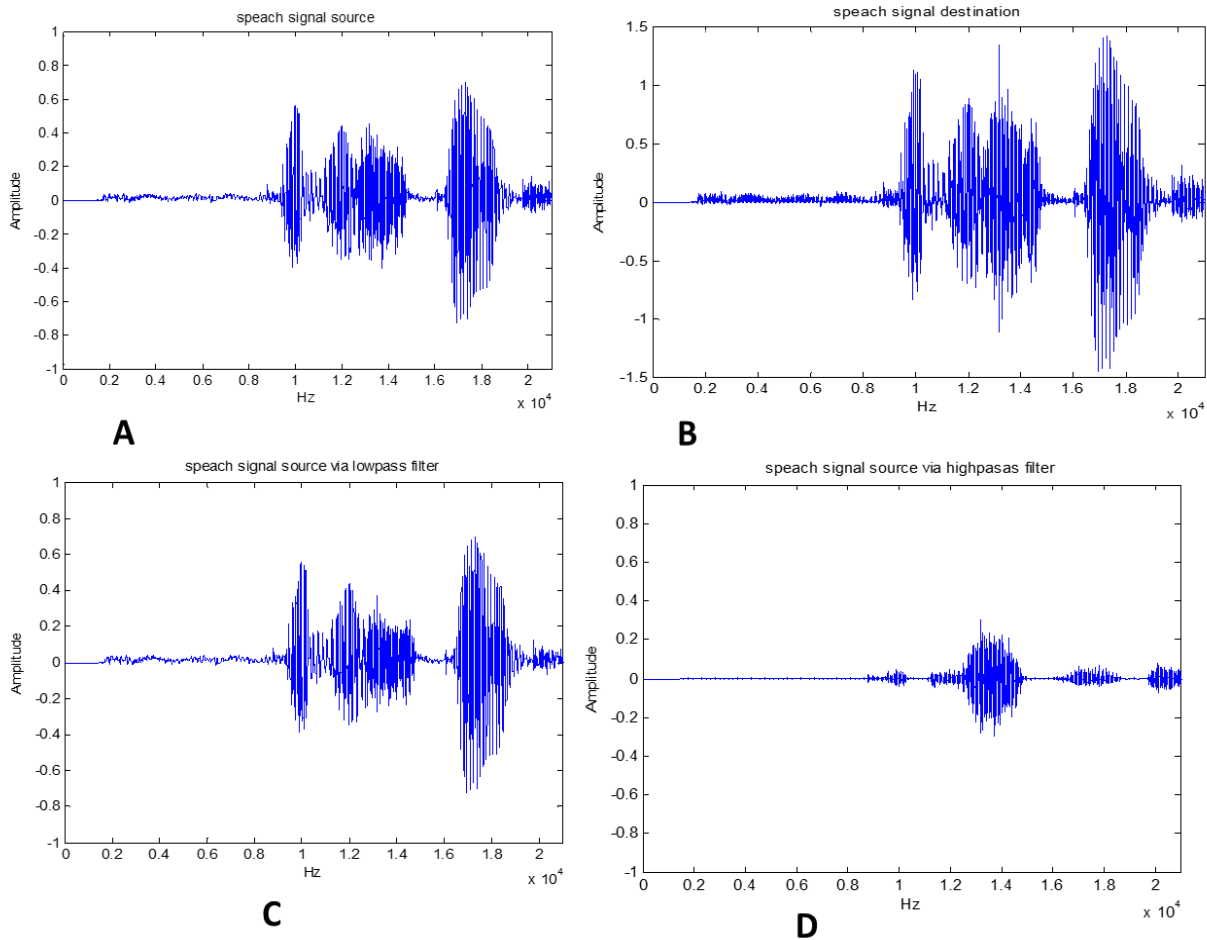 speach signal source
1
0.8
0.6
0.4
0.2
0
-0.2
-0.4
-0.6
-0.8
-1
Amplitude
0 0.2 0.4 0.6 0.8 1 1.2 1.4 1.6 1.8 2
Hz
x 10^4
A
speach signal destination
1.5
1
0.5
0
-0.5
-1
-1.5
Amplitude
0 0.2 0.4 0.6 0.8 1 1.2 1.4 1.6 1.8 2
Hz
x 10^4
B
speach signal source via lowpass filter
1
0.8
0.6
0.4
0.2
0
-0.2
-0.4
-0.6
-0.8
-1
Amplitude
0 0.2 0.4 0.6 0.8 1 1.2 1.4 1.6 1.8 2
Hz
x 10^4
C
speach signal source via highpasas filter
1
0.8
0.6
0.4
0.2
0
-0.2
-0.4
-0.6
-0.8
-1
Amplitude
0 0.2 0.4 0.6 0.8 1 1.2 1.4 1.6 1.8 2
Hz
x 10^4
D